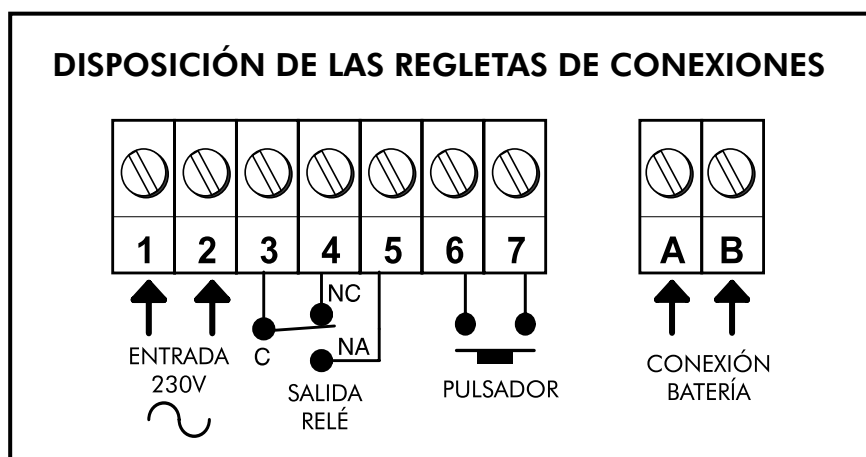 DISPOSICIÓN DE LAS REGLETAS DE CONEXIONES
1 2 3 4 5 6 7 A B
NC
C
NA
ENTRADA
230V
SALIDA
RELÉ
PULSADOR
CONEXIÓN
BATERÍA